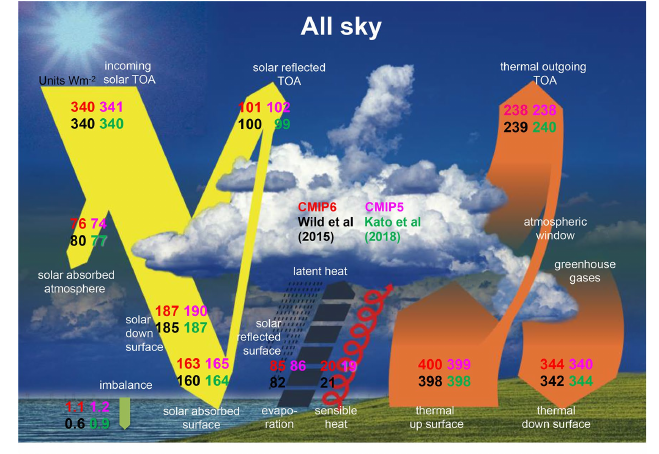 All sky
incoming
solar TOA
Units Wm-2
solar reflected
TOA
thermal outgoing
TOA
340 341
340 340
101 102
100 99
238 238
239 240
CMIP6 CMIP5
Wild et al Kato et al
(2015) (2018)
76 74
80 77
atmospheric
window
solar absorbed
atmosphere
latent heat
greenhouse
gases
187 190
185 187
solar
down
surface
solar
reflected
surface
163 165
160 164
85 86
82
20 19
21
400 399
398 398
344 340
342 344
imbalance
1.1 1.2
0.6 0.9
solar absorbed
surface
evapo-
ration
sensible
heat
thermal
up surface
thermal
down surface